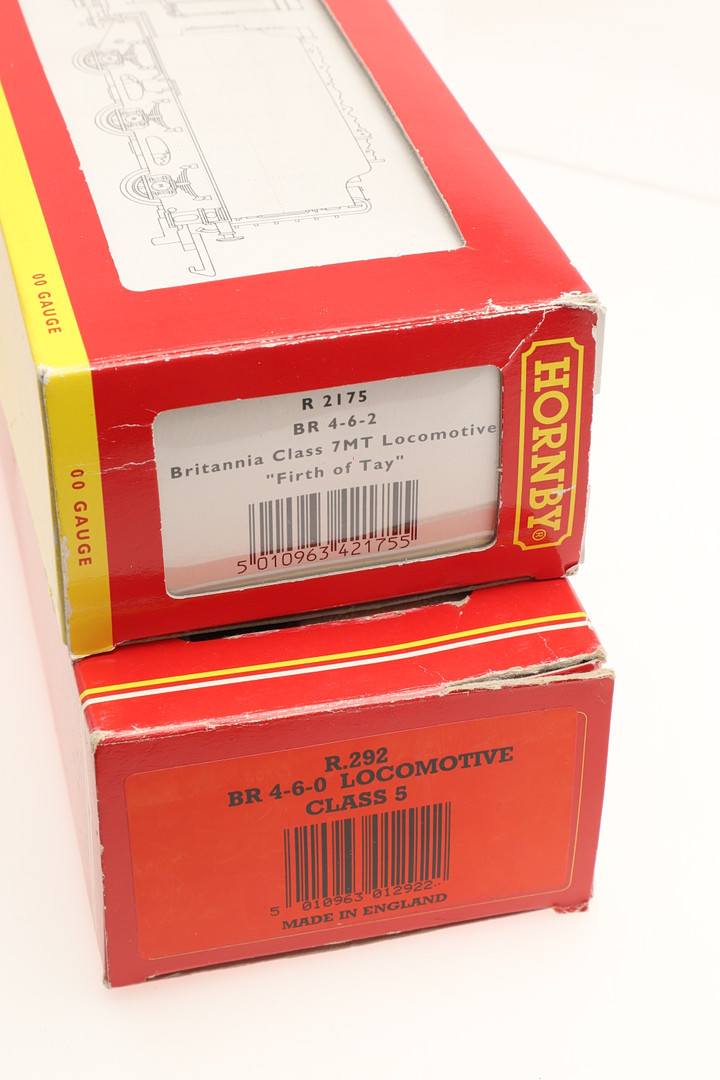 00 GAUGE
R 2175
BR 4-6-2
Britannia Class 7MT Locomotive
"Firth of Tay"
5 010963 421755
00 GAUGE
HORNBY®
R.292
BR 4-6-0 LOCOMOTIVE
CLASS 5
5 010963 012922
MADE IN ENGLAND